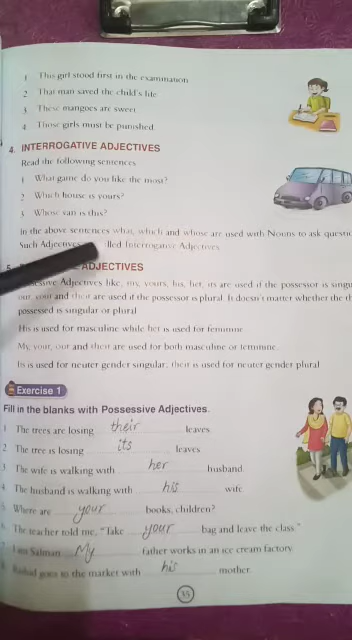 1 This girl stood first in the examination
2 That man saved the child's life
3 These mangoes are sweet
4 Those girls must be punished
4. INTERROGATIVE ADJECTIVES
Read the following sentences
1 What game do you like the most?
2 Which house is yours?
3 Whose van is this?
In the above sentences what, which and whose are used with Nouns to ask questi
Such Adjectives lled Interrogative Adjectives
5. ADJECTIVES
essive Adjectives like, my, yours, his, her, its are used if the possessor is singu
our, your and their are used if the possessor is plural. It doesn't matter whether the t
possessed is singular or plural
His is used for masculine while her is used for feminine
My, your, our and their are used for both masculine or feminine
Its is used for neuter gender singular, their is used for neuter gender plural
Exercise 1
Fill in the blanks with Possessive Adjectives.
1 The trees are losing their leaves
2 The tree is losing its leaves
3 The wife is walking with her husband
4 The husband is walking with his wife
5 Where are your books, children?
6 The teacher told me, "Take your bag and leave the class."
7 I am Salman My father works in an ice cream factory
8 Rashid goes to the market with his mother.